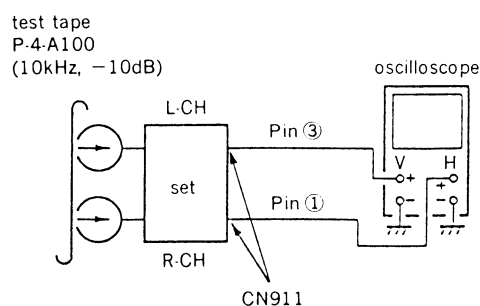 test tape
P-4-A100
(10kHz, −10dB)
oscilloscope
L·CH
Pin ③
V H
+ +
set
− −
Pin ①
R·CH
CN911